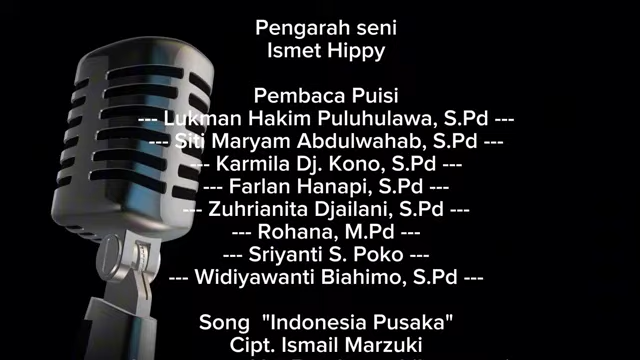 Pengarah seni
Ismet Hippy
Pembaca Puisi
--- Lukman Hakim Puluhulawa, S.Pd ---
--- Siti Maryam Abdulwahab, S.Pd ---
--- Karmila Dj. Kono, S.Pd ---
--- Farlan Hanapi, S.Pd ---
--- Zuhrianita Djailani, S.Pd ---
--- Rohana, M.Pd ---
--- Sriyanti S. Poko ---
--- Widiyawanti Biahimo, S.Pd ---
Song "Indonesia Pusaka"
Cipt. Ismail Marzuki